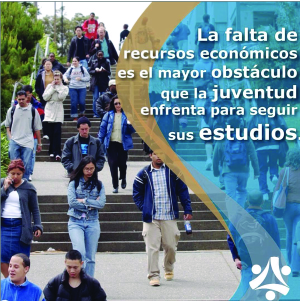 La falta de
recursos económicos
es el mayor obstáculo
que la juventud
enfrenta para seguir
sus estudios.